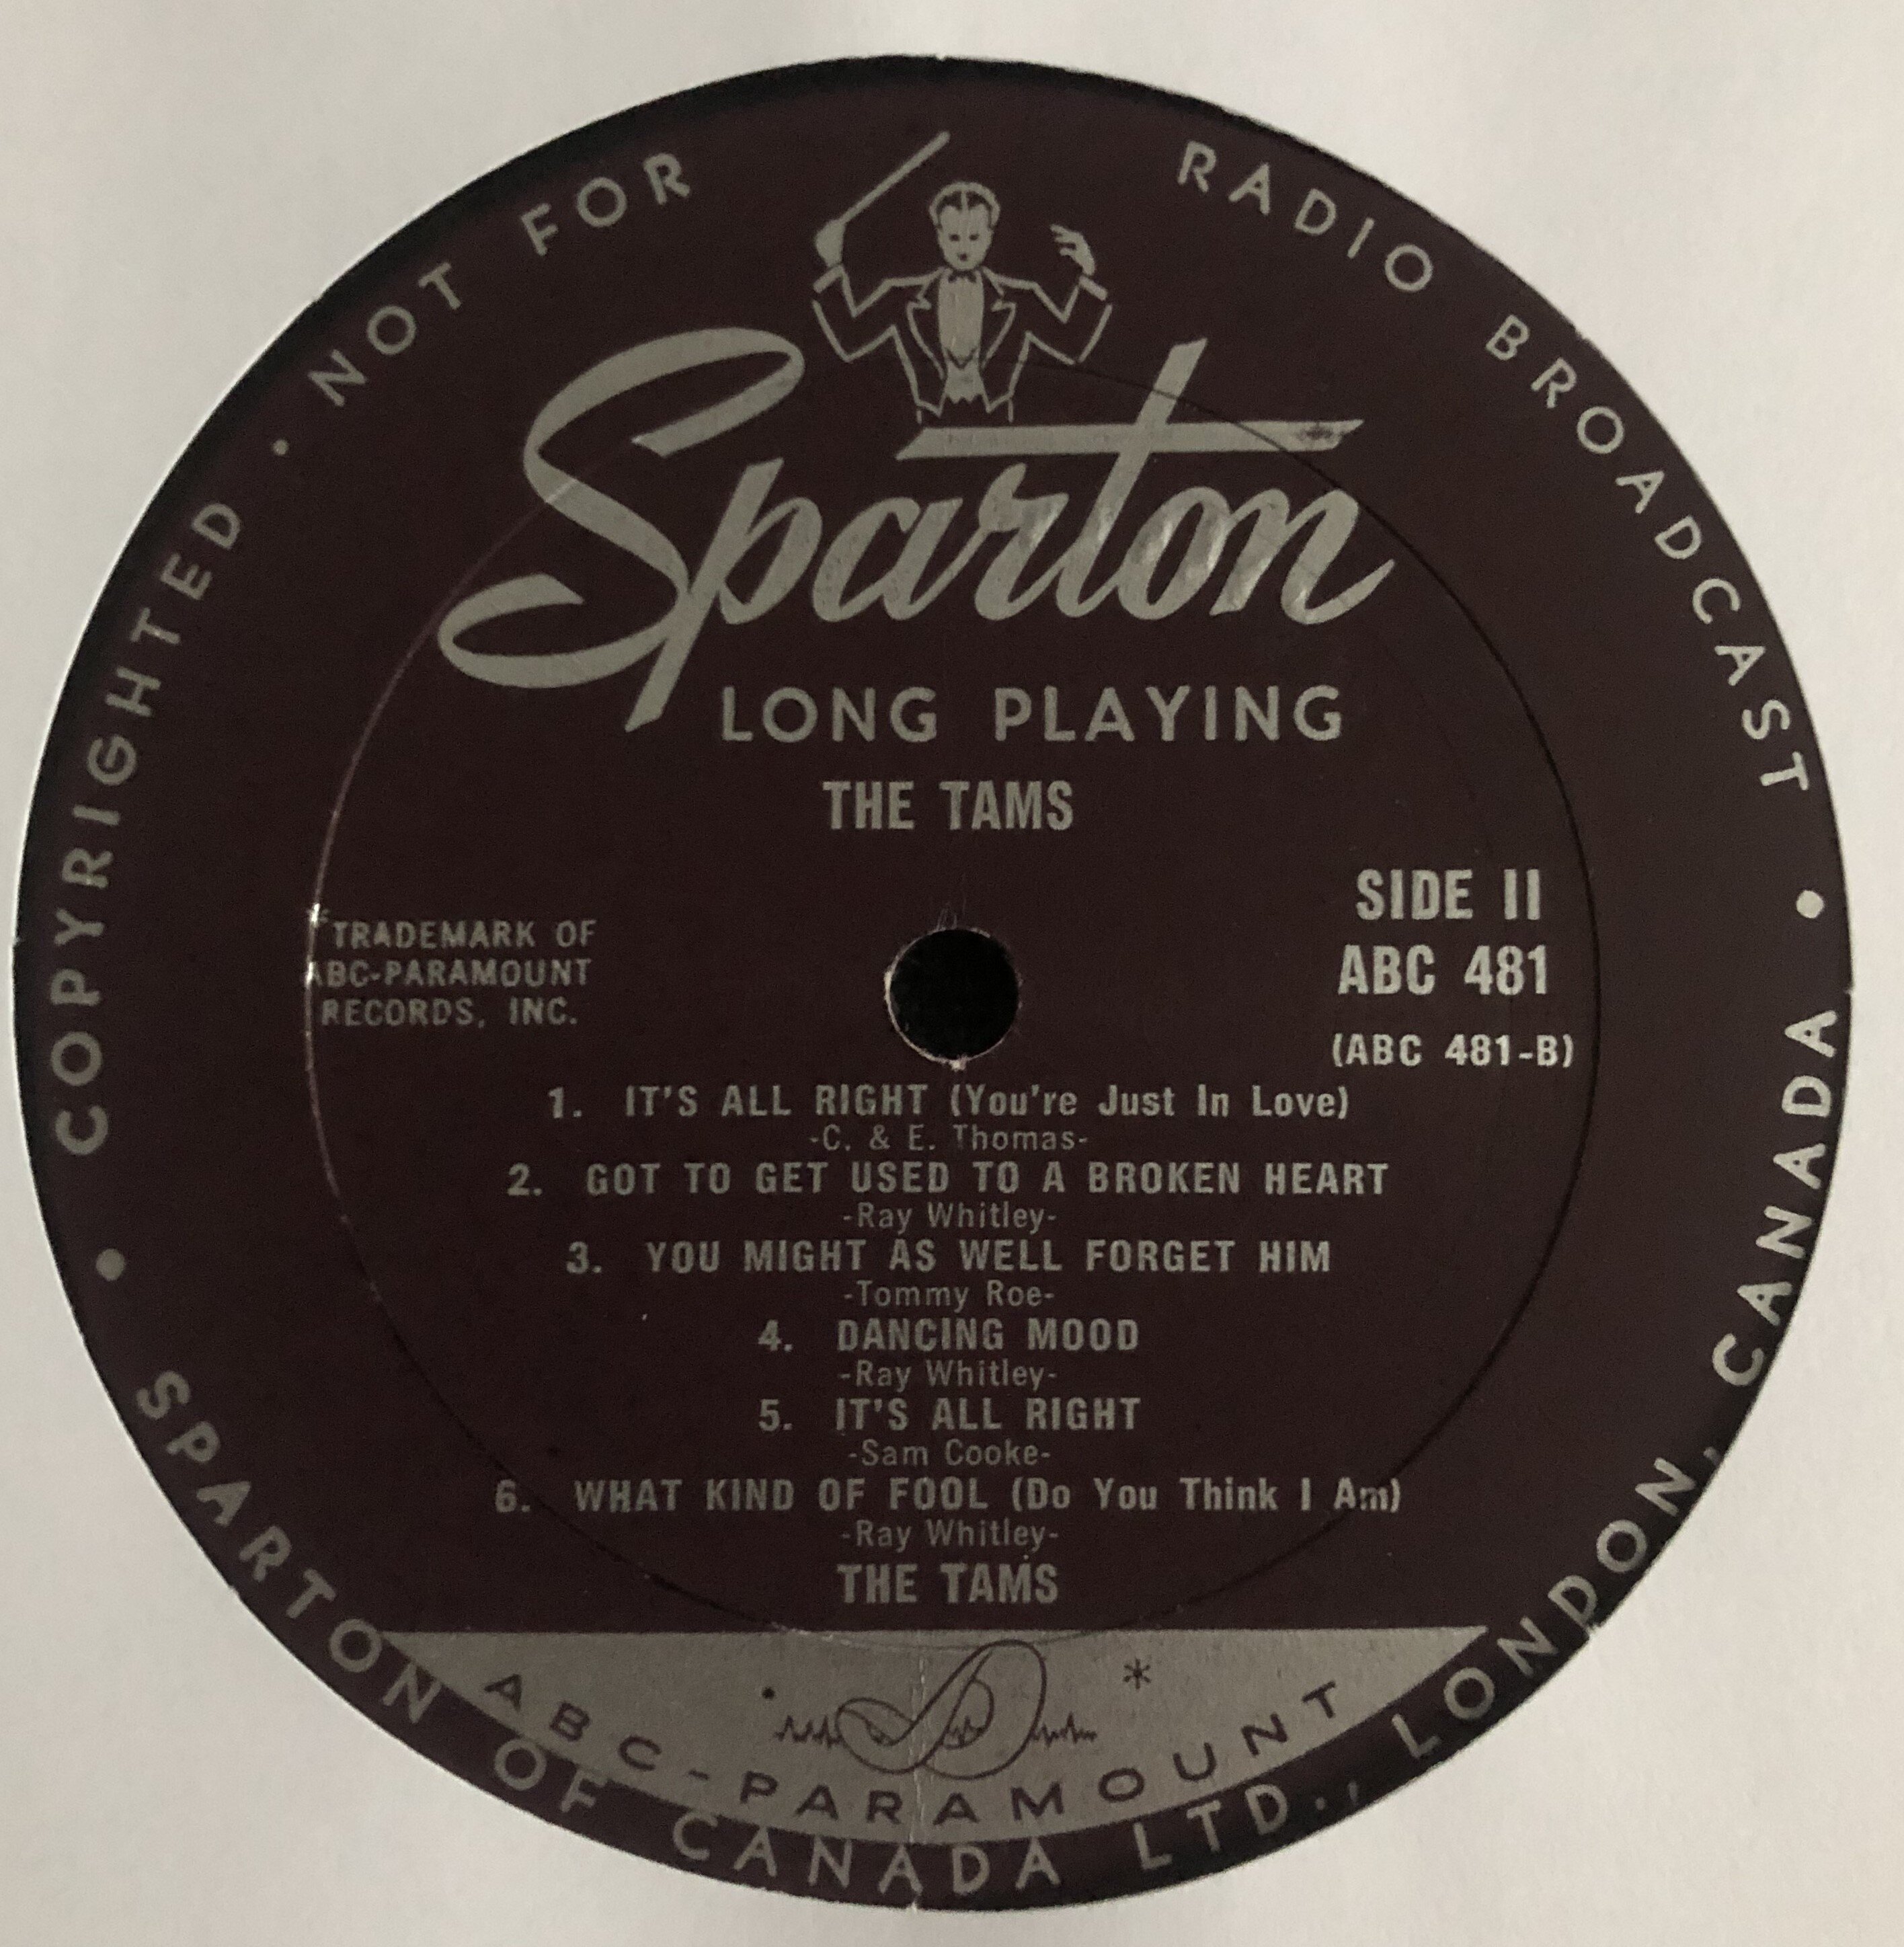 COPYRIGHTED • NOT FOR RADIO BROADCAST •
Sparton
LONG PLAYING
THE TAMS
*TRADEMARK OF
ABC-PARAMOUNT
RECORDS, INC.
SIDE II
ABC 481
(ABC 481-B)
1. IT'S ALL RIGHT (You're Just In Love)
-C. & E. Thomas-
2. GOT TO GET USED TO A BROKEN HEART
-Ray Whitley-
3. YOU MIGHT AS WELL FORGET HIM
-Tommy Roe-
4. DANCING MOOD
-Ray Whitley-
5. IT'S ALL RIGHT
-Sam Cooke-
6. WHAT KIND OF FOOL (Do You Think I Am)
-Ray Whitley-
THE TAMS
*
ABC-PARAMOUNT
• SPARTON OF CANADA LTD., LONDON, CANADA